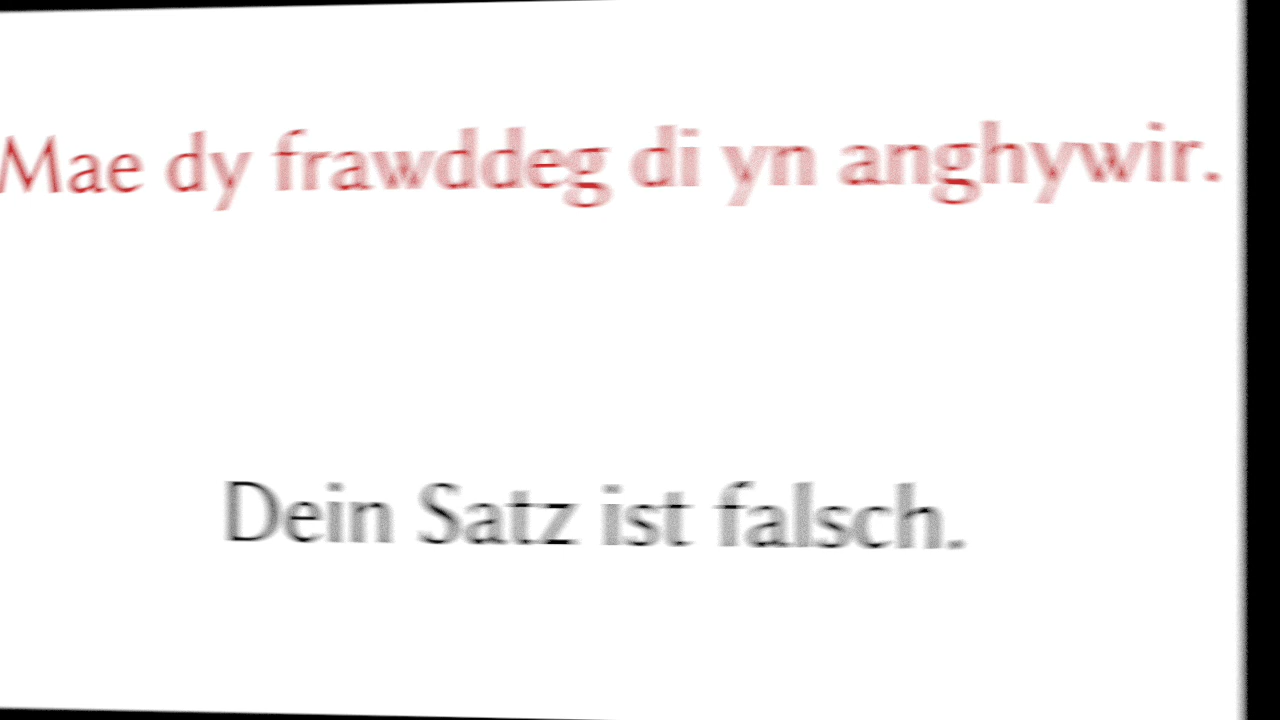 Mae dy frawddeg di yn anghywir.
Dein Satz ist falsch.